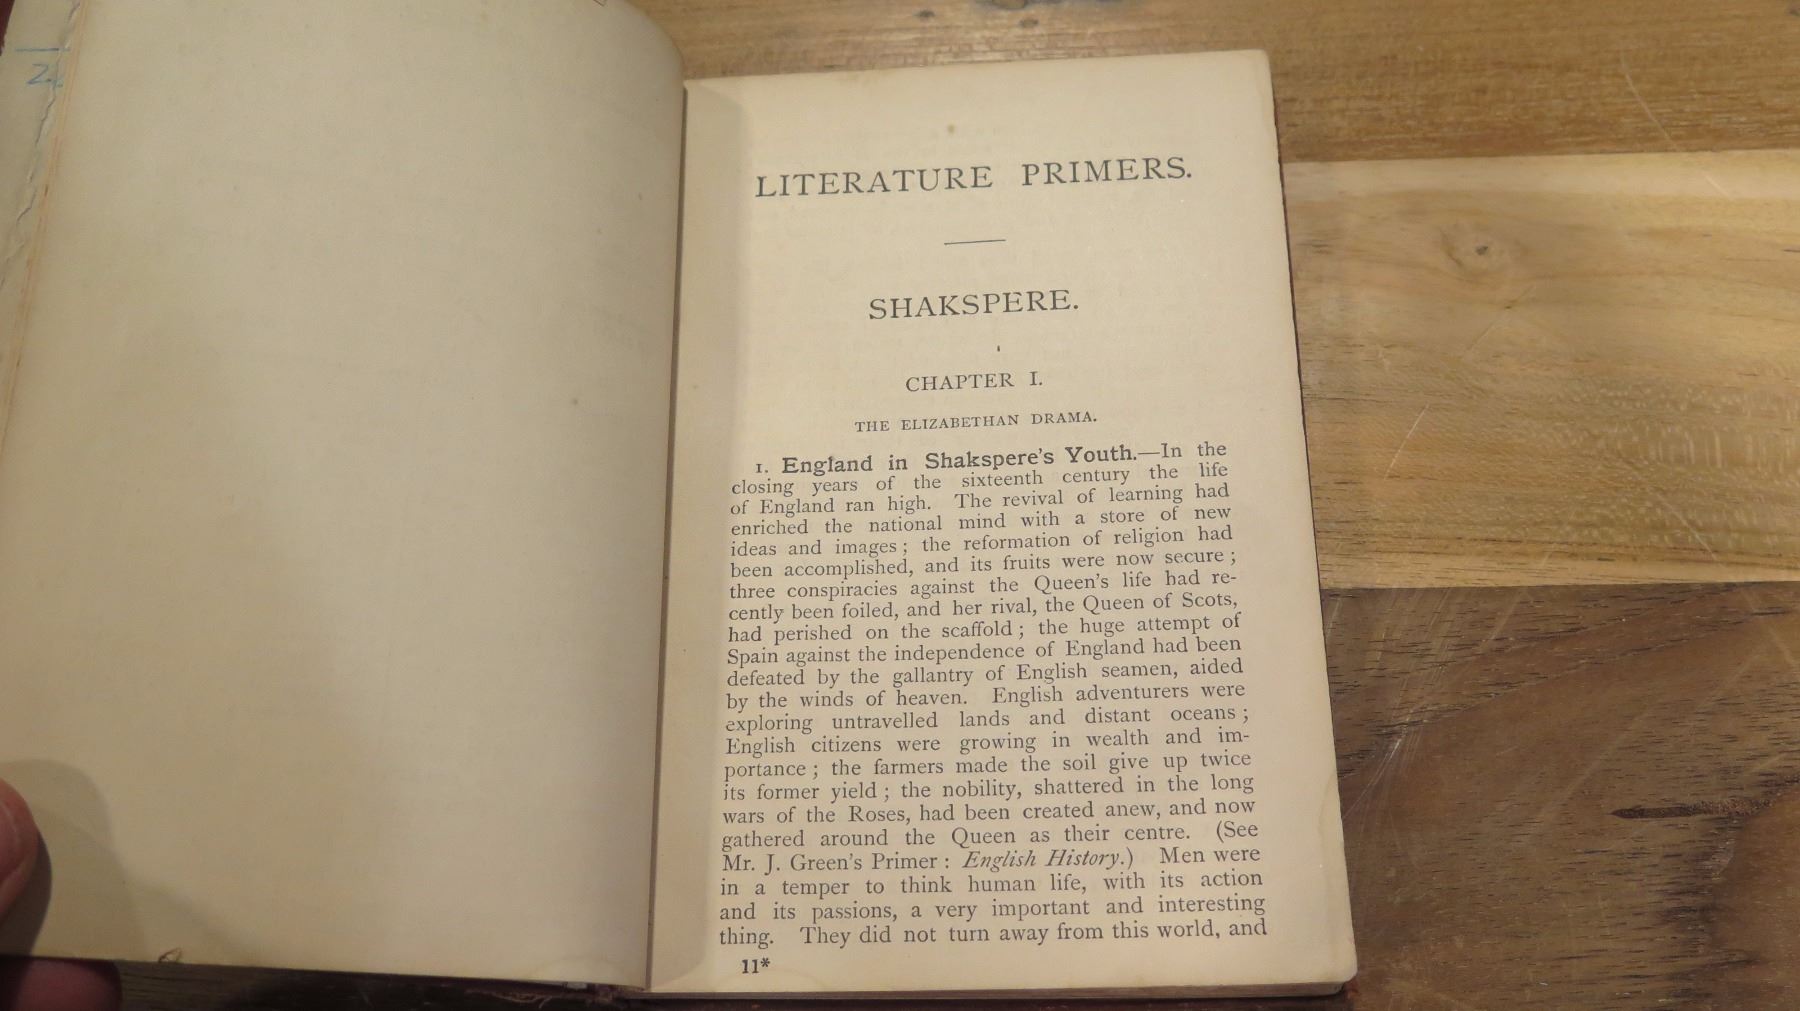 2
LITERATURE PRIMERS.
SHAKSPERE.
CHAPTER I.
THE ELIZABETHAN DRAMA.
1. England in Shakspere's Youth.—In the
closing years of the sixteenth century the life
of England ran high. The revival of learning had
enriched the national mind with a store of new
ideas and images; the reformation of religion had
been accomplished, and its fruits were now secure;
three conspiracies against the Queen's life had re-
cently been foiled, and her rival, the Queen of Scots,
had perished on the scaffold; the huge attempt of
Spain against the independence of England had been
defeated by the gallantry of English seamen, aided
by the winds of heaven. English adventurers were
exploring untravelled lands and distant oceans;
English citizens were growing in wealth and im-
portance; the farmers made the soil give up twice
its former yield; the nobility, shattered in the long
wars of the Roses, had been created anew, and now
gathered around the Queen as their centre. (See
Mr. J. Green's Primer: English History.) Men were
in a temper to think human life, with its action
and its passions, a very important and interesting
thing. They did not turn away from this world, and
11*